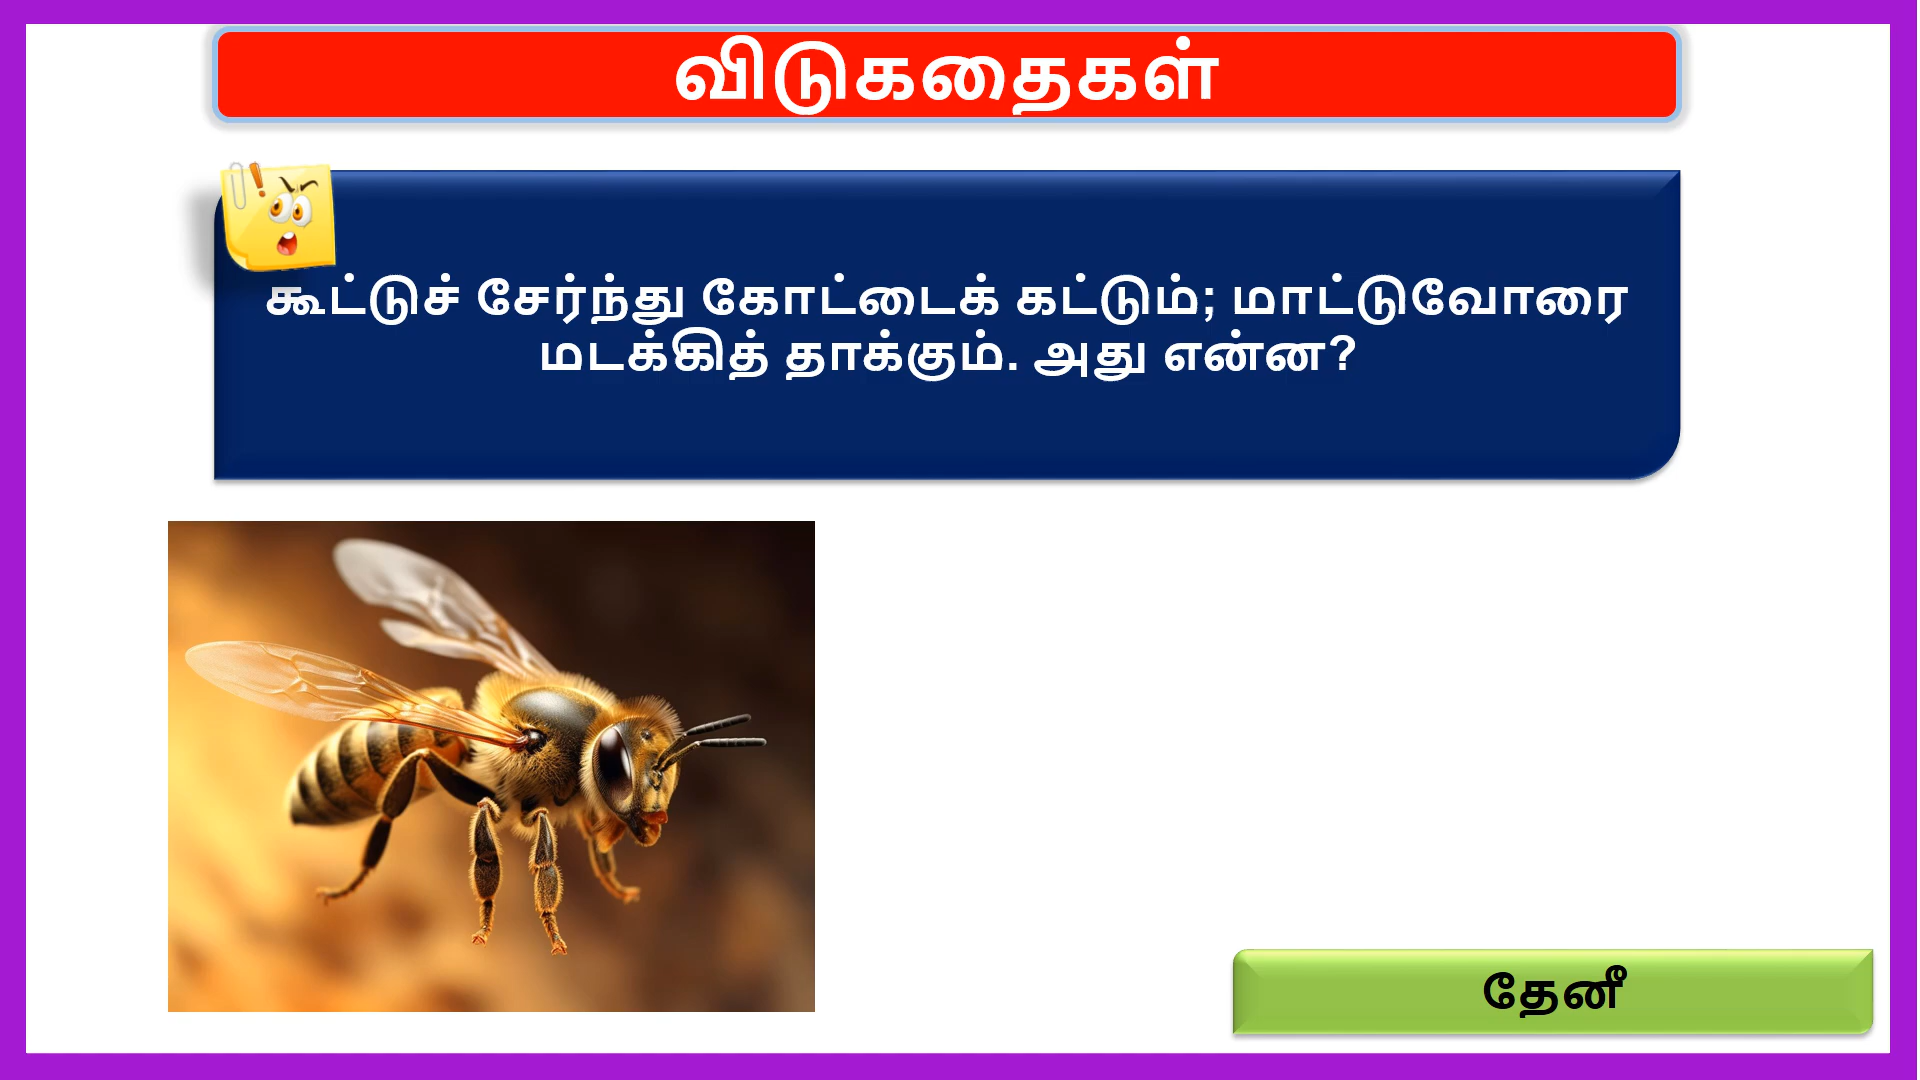 விடுகதைகள்
கூட்டுச் சேர்ந்து கோட்டைக் கட்டும்; மாட்டுவோரை
மடக்கித் தாக்கும். அது என்ன?
தேனீ